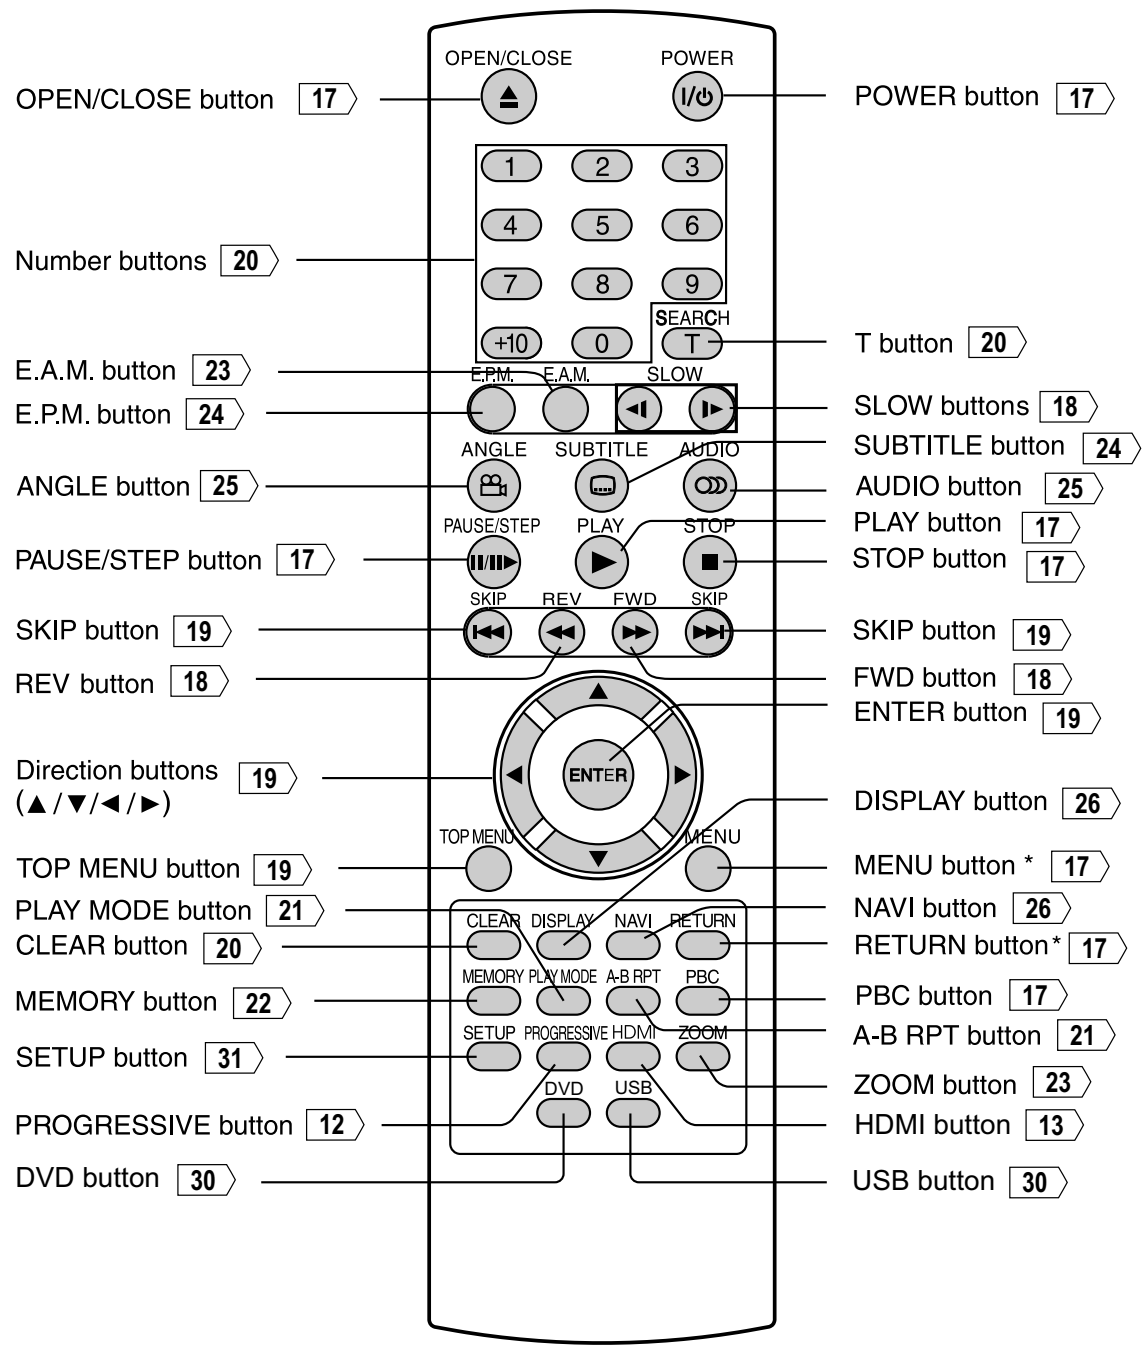 OPEN/CLOSE POWER
OPEN/CLOSE button 17
POWER button 17
1 2 3
4 5 6
Number buttons 20
7 8 9
SEARCH
+10 0 T
T button 20
E.A.M. button 23
E.P.M. E.A.M. SLOW
E.P.M. button 24
SLOW buttons 18
SUBTITLE button 24
ANGLE SUBTITLE AUDIO
ANGLE button 25
AUDIO button 25
PLAY button 17
PAUSE/STEP PLAY STOP
PAUSE/STEP button 17
STOP button 17
SKIP REV FWD SKIP
SKIP button 19
SKIP button 19
REV button 18
FWD button 18
ENTER button 19
Direction buttons 19
(▲/▼/◄/►)
ENTER
DISPLAY button 26
TOP MENU MENU
TOP MENU button 19
MENU button * 17
PLAY MODE button 21
NAVI button 26
CLEAR DISPLAY NAVI RETURN
CLEAR button 20
RETURN button* 17
MEMORY PLAY MODE A-B RPT PBC
MEMORY button 22
PBC button 17
A-B RPT button 21
SETUP PROGRESSIVE HDMI ZOOM
SETUP button 31
ZOOM button 23
DVD USB
PROGRESSIVE button 12
HDMI button 13
DVD button 30
USB button 30